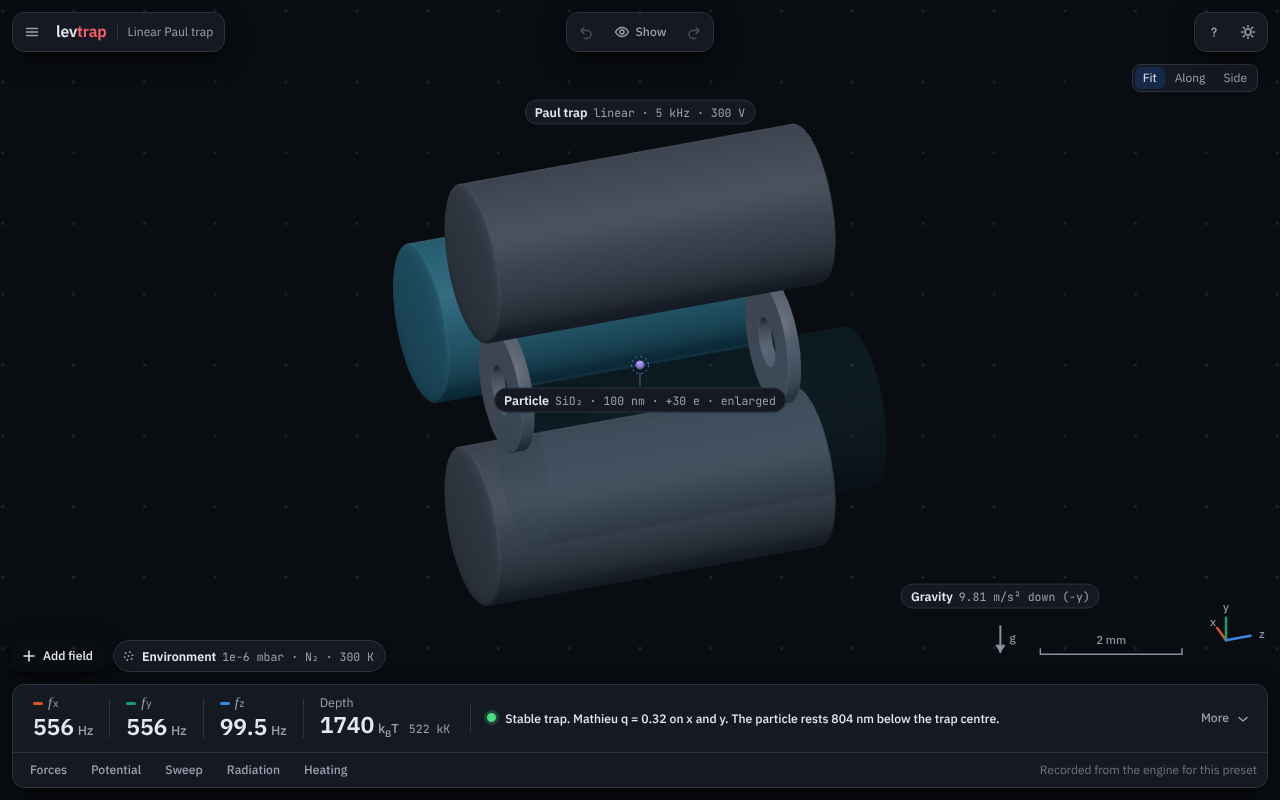 levtrap Linear Paul trap
Show
?
Fit Along Side
Paul trap linear · 5 kHz · 300 V
Particle SiO₂ · 100 nm · +30 e · enlarged
Gravity 9.81 m/s² down (-y)
g
2 mm
y
x
z
Add field
Environment 1e-6 mbar · N₂ · 300 K
fx
556 Hz
fy
556 Hz
fz
99.5 Hz
Depth
1740 k_BT 522 kK
Stable trap. Mathieu q = 0.32 on x and y. The particle rests 804 nm below the trap centre.
More
Forces Potential Sweep Radiation Heating
Recorded from the engine for this preset